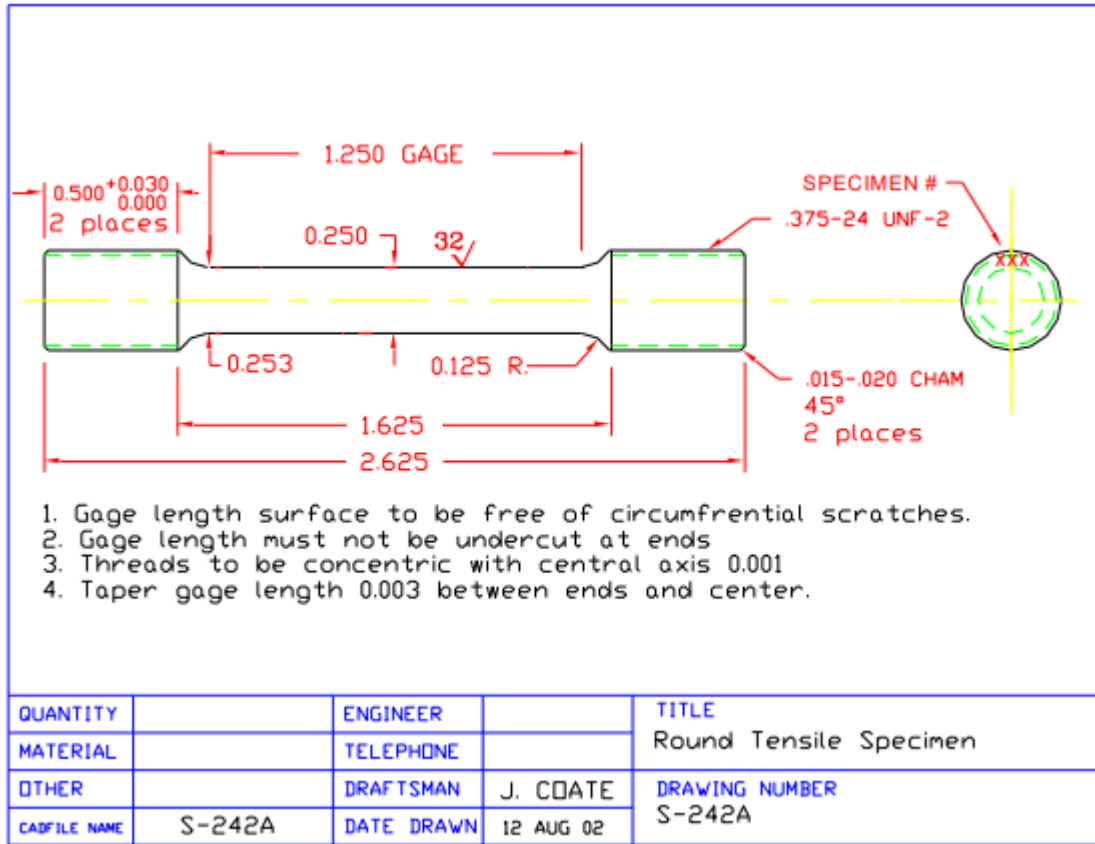 1.250 GAGE
0.500 +0.030
0.000
2 places
0.250
32
SPECIMEN #
.375-24 UNF-2
XXX
0.253
0.125 R.
.015-.020 CHAM
45°
2 places
1.625
2.625
1. Gage length surface to be free of circumfrential scratches.
2. Gage length must not be undercut at ends
3. Threads to be concentric with central axis 0.001
4. Taper gage length 0.003 between ends and center.
QUANTITY
ENGINEER
TITLE
Round Tensile Specimen
MATERIAL
TELEPHONE
OTHER
DRAFTSMAN
J. COATE
DRAWING NUMBER
S-242A
CADFILE NAME
S-242A
DATE DRAWN
12 AUG 02